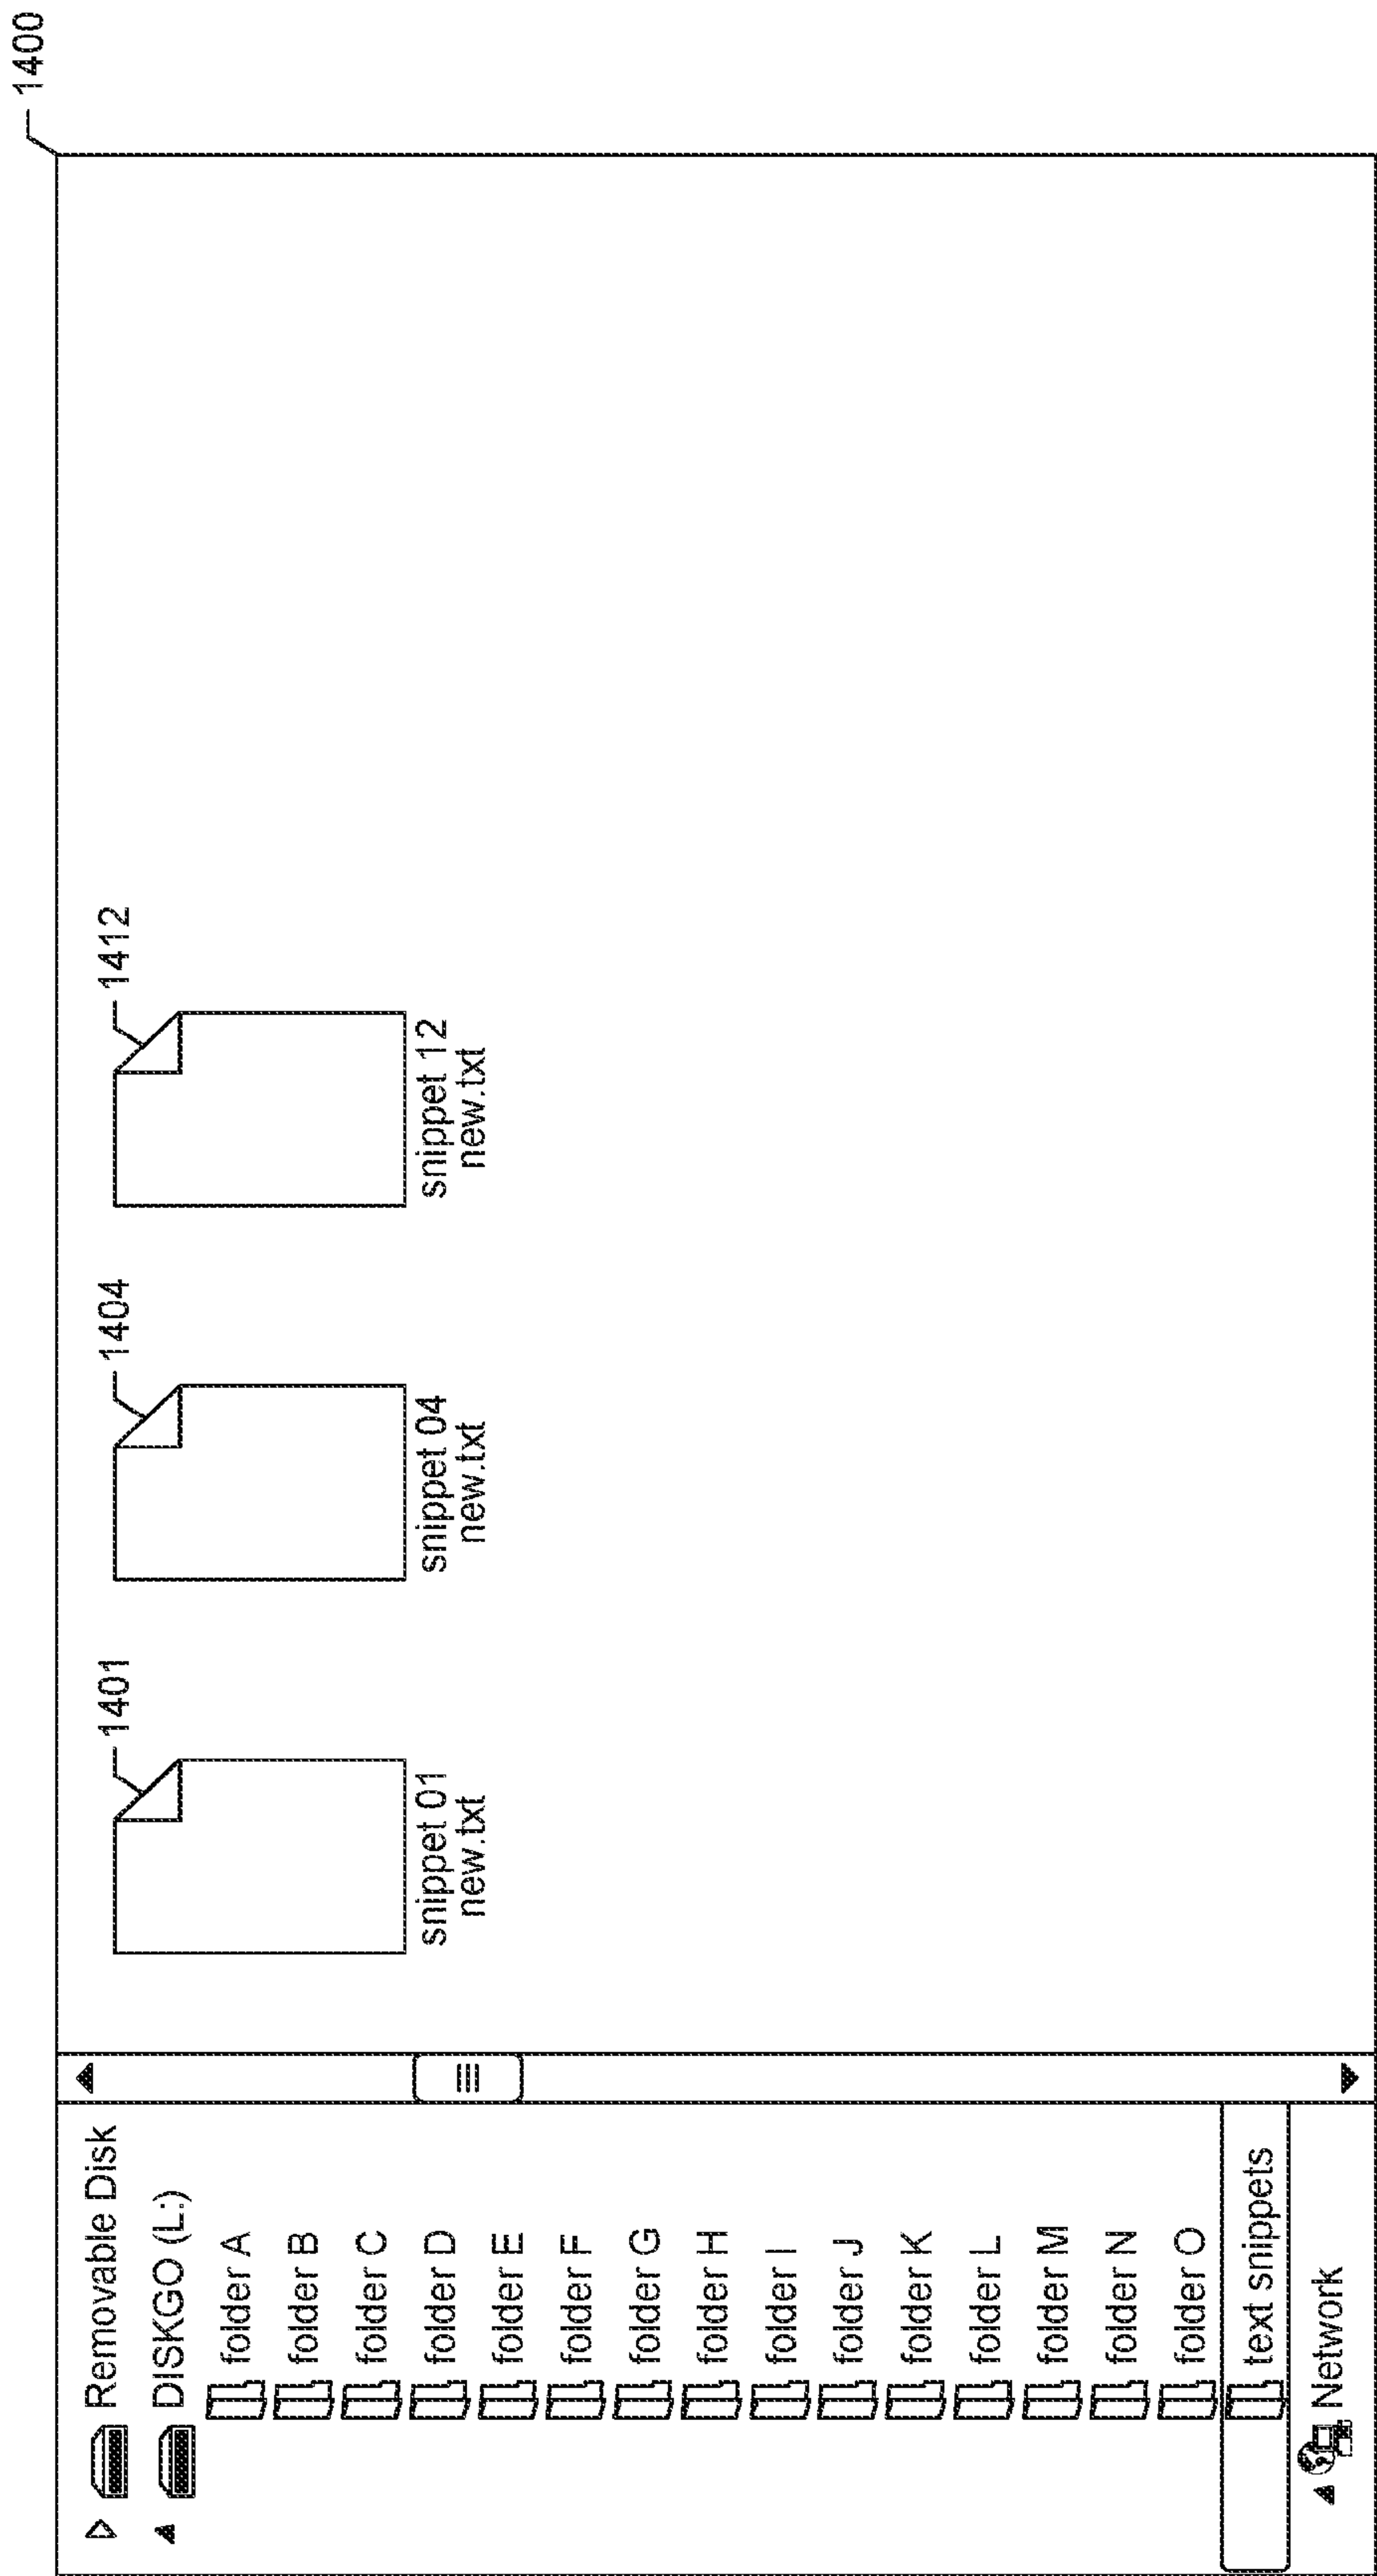 1400
Removable Disk
DISKGO (L:)
folder A
folder B
folder C
folder D
folder E
folder F
folder G
folder H
folder I
folder J
folder K
folder L
folder M
folder N
folder O
text snippets
Network
1401
snippet 01
new.txt
1404
snippet 04
new.txt
1412
snippet 12
new.txt